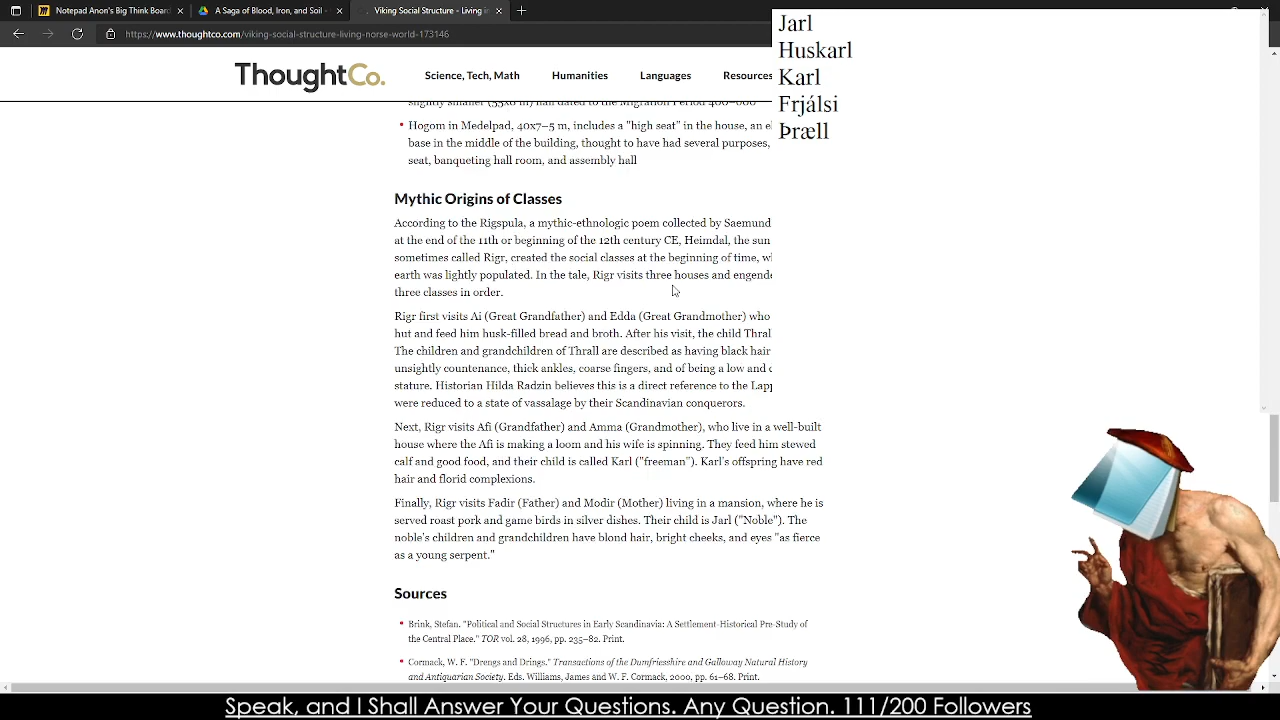 Notepad Anon's Big Think Board
A Saga of Blood, Iron, and Soil
Viking Social Structure - Living i
https://www.thoughtco.com/viking-social-structure-living-norse-world-173146
ThoughtCo.
Science, Tech, Math
Humanities
Languages
Resources
Jarl
Huskarl
Karl
Frjálsi
Þræll
slightly smaller (55x8 m) hall dated to the Migration Period 400–600
Hogom in Medelpad, 40x7–5 m, includes a "high seat" in the house, an el
base in the middle of the building, thought to have had several purposes,
seat, banqueting hall room, and assembly hall
Mythic Origins of Classes
According to the Rigspula, a mythic-ethnologic poem collected by Saemund
at the end of the 11th or beginning of the 12th century CE, Heimdal, the sun
sometimes called Rigr, created the social classes at the beginning of time, w
earth was lightly populated. In the tale, Rigr visits three houses and engende
three classes in order.
Rigr first visits Ai (Great Grandfather) and Edda (Great Grandmother) who
hut and feed him husk-filled bread and broth. After his visit, the child Thral
The children and grandchildren of Thrall are described as having black hair
unsightly countenance, thick ankles, coarse fingers, and of being a low and
stature. Historian Hilda Radzin believes this is a direct reference to the Lapp
were reduced to a state of vassalage by their Scandinavian conquerors.
Next, Rigr visits Afi (Grandfather) and Amma (Grandmother), who live in a well-built
house where the Afi is making a loom and his wife is spinning. They feed him stewed
calf and good food, and their child is called Karl ("freeman"). Karl's offspring have red
hair and florid complexions.
Finally, Rigr visits Fadir (Father) and Modir (Mother) living in a mansion, where he is
served roast pork and game birds in silver dishes. Their child is Jarl ("Noble"). The
noble's children and grandchildren have blond hair, bright cheeks, and eyes "as fierce
as a young serpent."
Sources
Brink, Stefan. "Political and Social Structures in Early Scandinavia: A Settlement-Historical Pre-Study of
the Central Place." TOR vol. 28, 1996, pp. 235–82. Print.
Cormack, W. F. "Drengs and Drings." Transactions of the Dumfriesshire and Galloway Natural History
and Antiquarian Society. Eds. Williams, James and W. F. Cormack, 2000, pp. 61–68. Print.
Speak, and I Shall Answer Your Questions. Any Question. 111/200 Followers